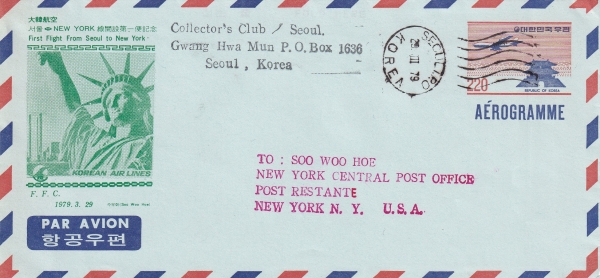 大韓航空
서울 NEW YORK 線開設第一便記念
First Flight From Seoul to New York
KOREAN AIR LINES
F. F. C.
1979. 3. 29
PAR AVION
항공우편
Collector's Club / Seoul.
Gwang Hwa Mun P.O.Box 1636
Seoul , Korea
SEOUL
KOREA
III 79
대한민국우편
220
REPUBLIC OF KOREA
AÉROGRAMME
TO : SOO WOO HOE
NEW YORK CENTRAL POST OFFICE
POST RESTANTE
NEW YORK N. Y. U.S.A.